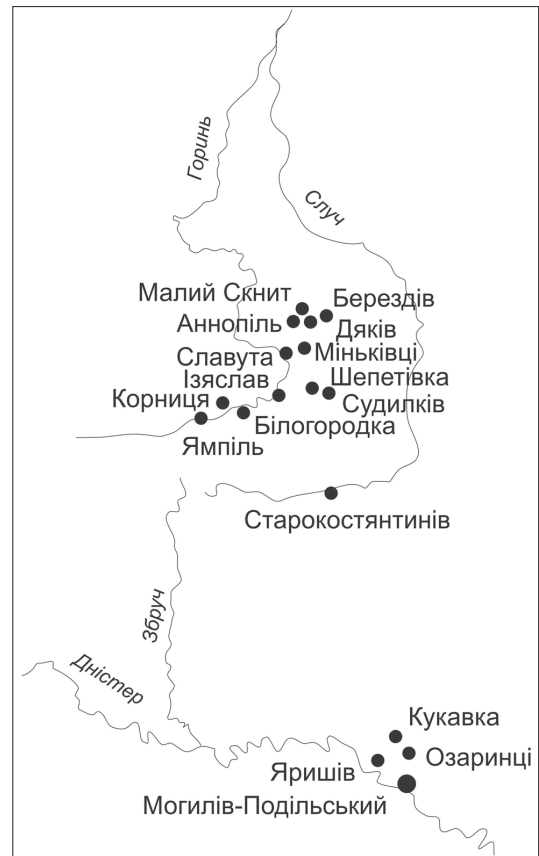 Горинь
Случ
Малий Скнит
Берездів
Аннопіль
Дяків
Славута
Міньківці
Ізяслав
Шепетівка
Корниця
Судилків
Білогородка
Ямпіль
Старокостянтинів
Збруч
Дністер
Кукавка
Озаринці
Яришів
Могилів-Подільський